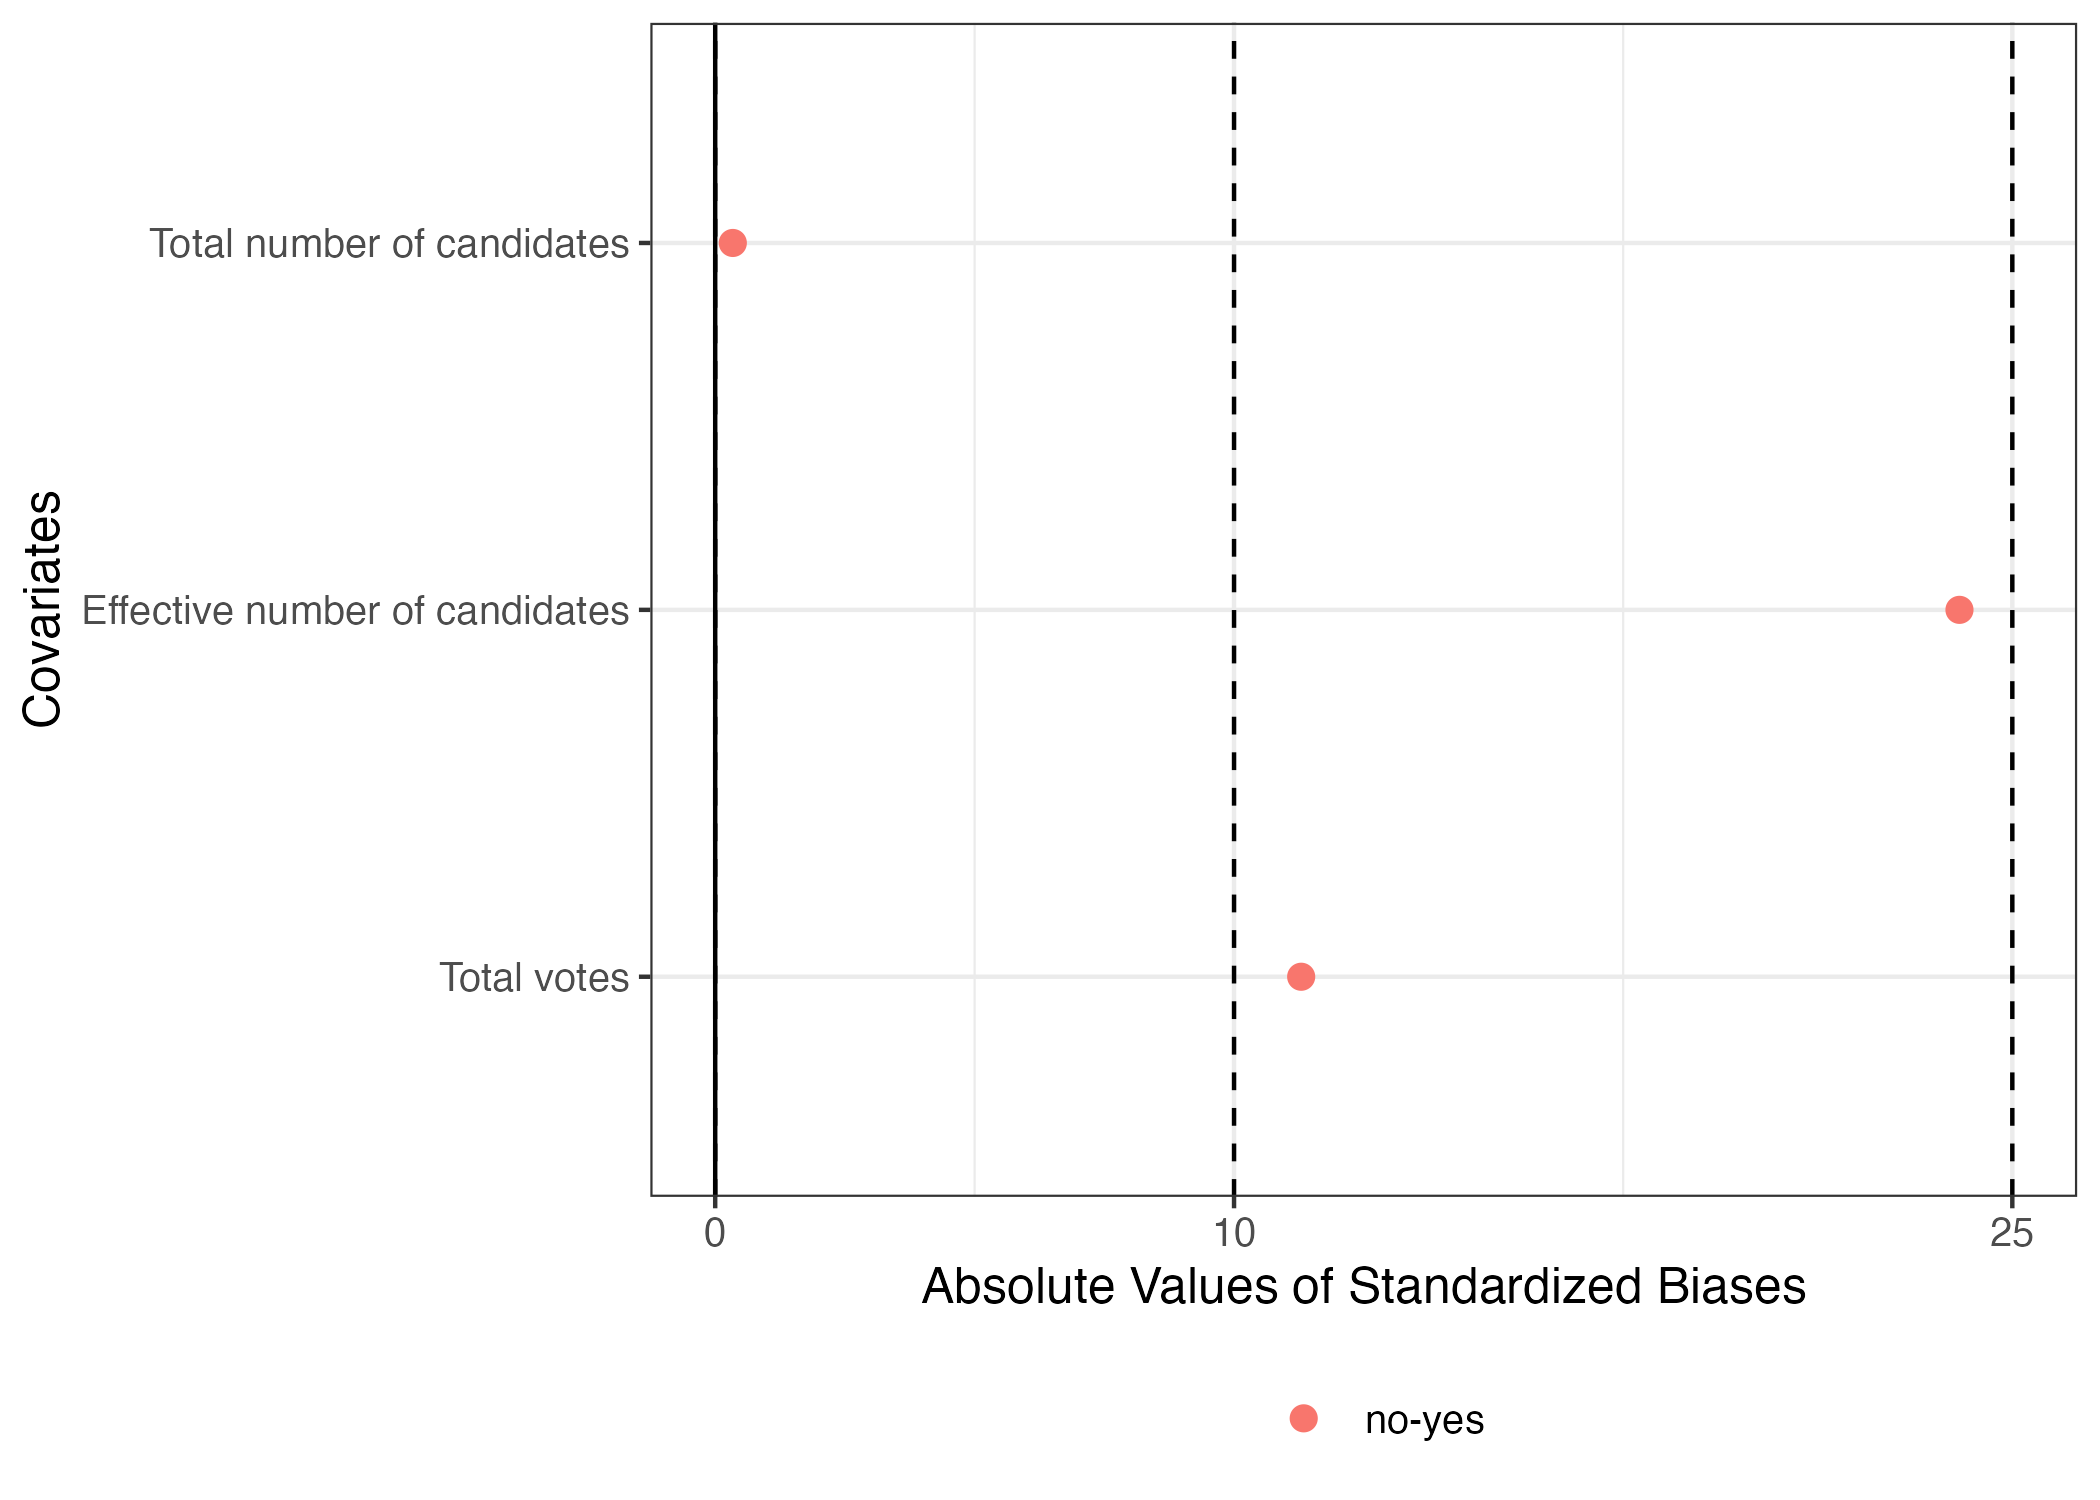 Covariates
Total number of candidates
Effective number of candidates
Total votes
0 10 25
Absolute Values of Standardized Biases
no-yes